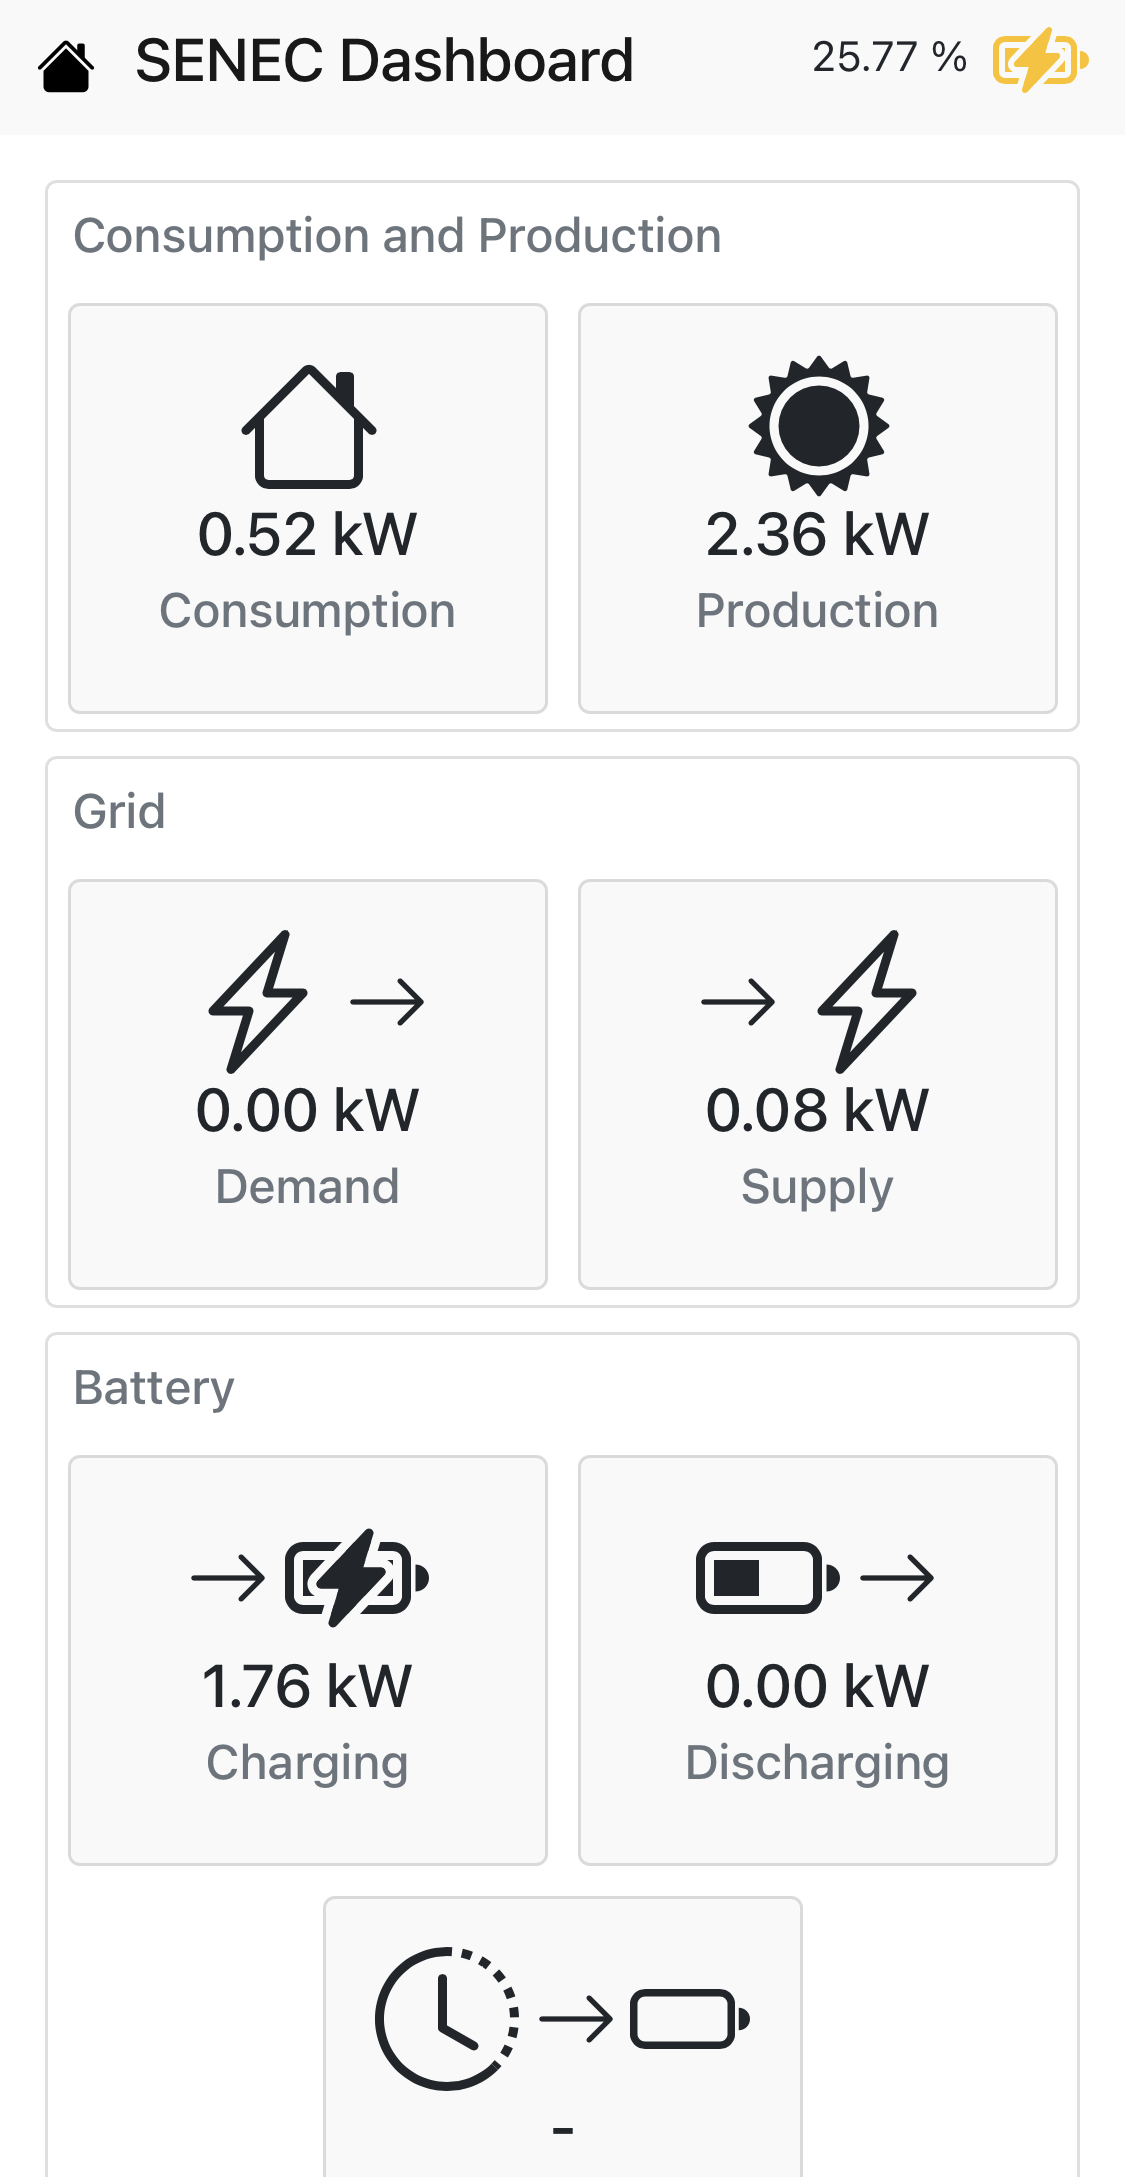 SENEC Dashboard
25.77 %
Consumption and Production
0.52 kW
Consumption
2.36 kW
Production
Grid
0.00 kW
Demand
0.08 kW
Supply
Battery
1.76 kW
Charging
0.00 kW
Discharging
-